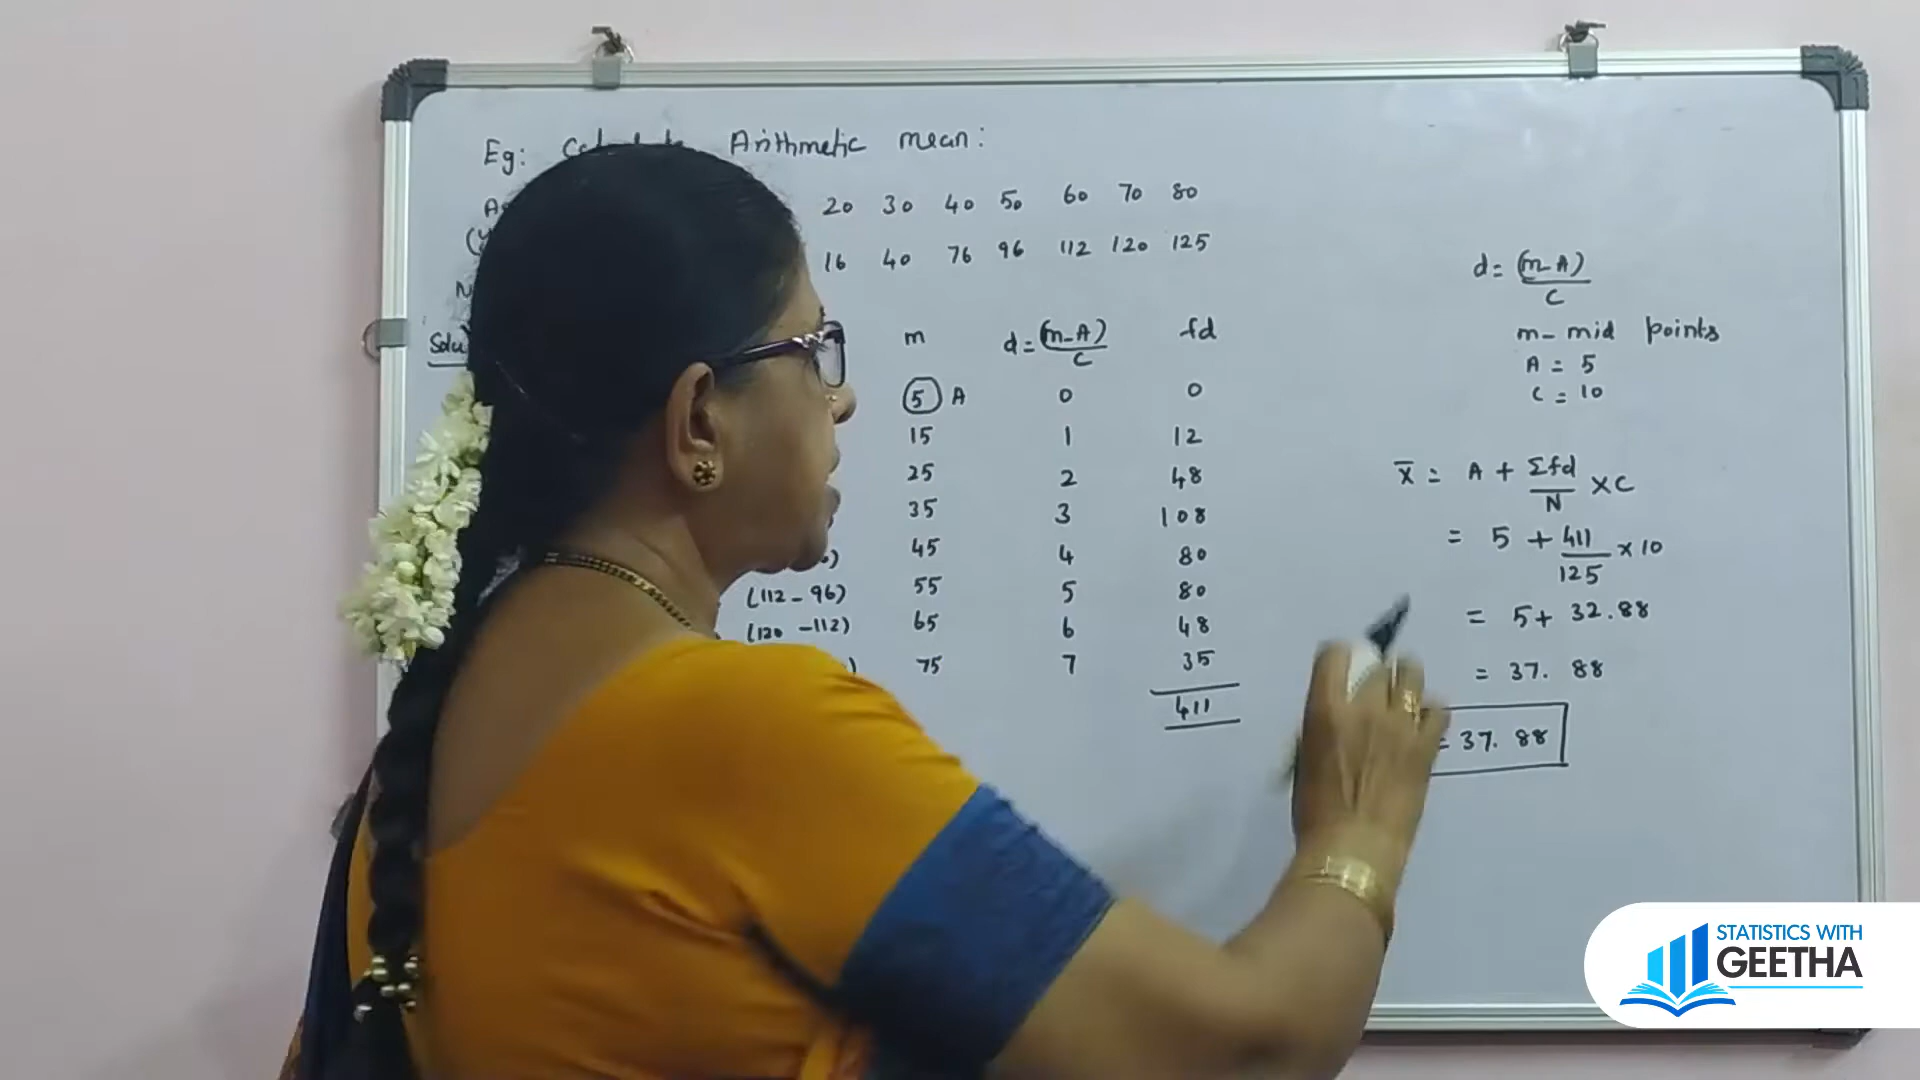 Eg: Arithmetic mean:
20 30 40 50 60 70 80
16 40 76 96 112 120 125
m d = (m-A)/C fd
5 A 0 0
15 1 12
25 2 48
35 3 108
45 4 80
(112 - 96) 55 5 80
(120 - 112) 65 6 48
75 7 35
411
d = (m-A)/C
m - mid points
A = 5
C = 10
x̄ = A + Σfd/N × C
= 5 + 411/125 × 10
= 5 + 32.88
= 37.88
= 37.88
STATISTICS WITH
GEETHA